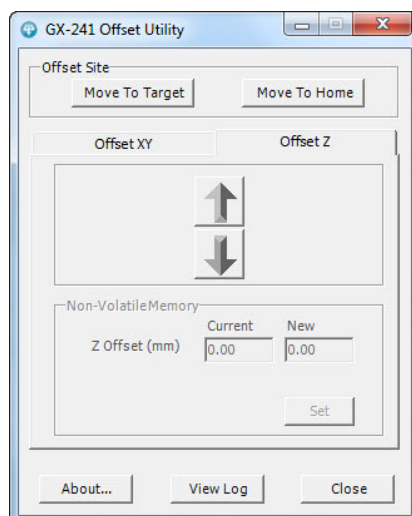 GX-241 Offset Utility
Offset Site
Move To Target Move To Home
Offset XY Offset Z
Non-VolatileMemory
Current New
Z Offset (mm) 0.00 0.00
Set
About... View Log Close